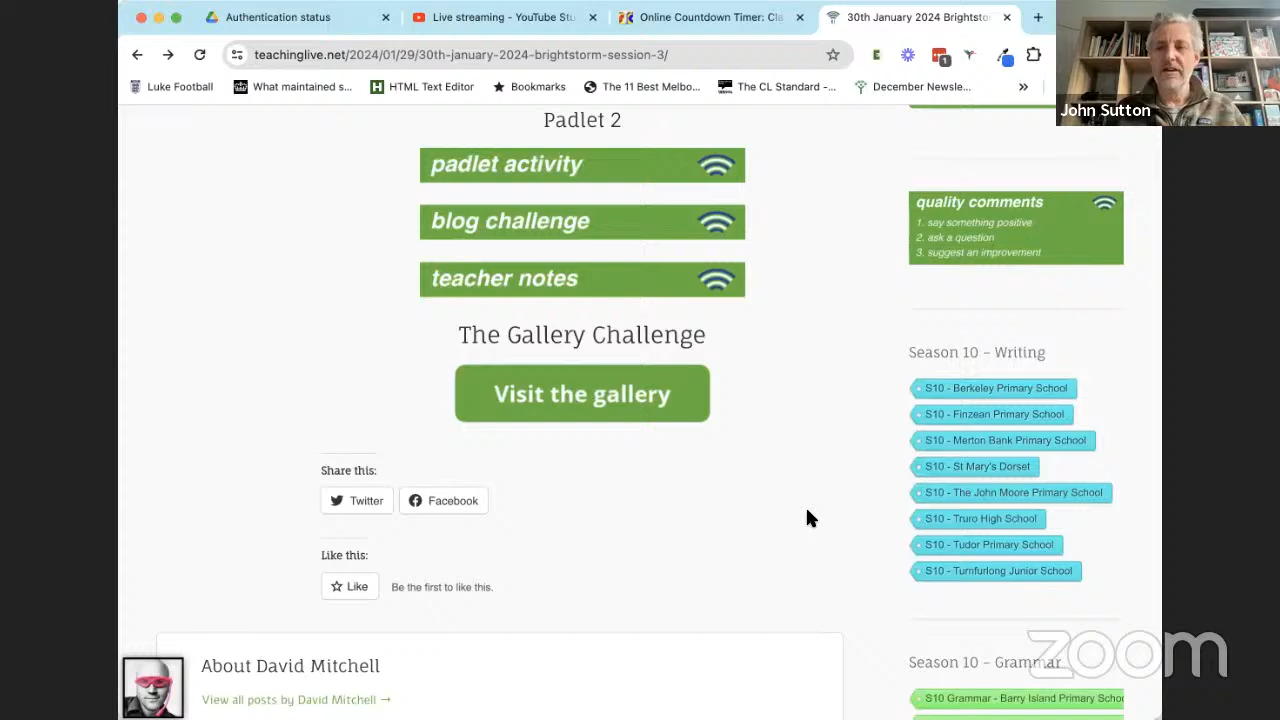 Authentication status
Live streaming - YouTube Stu
Online Countdown Timer: Cla
30th January 2024 Brightsto
teachinglive.net/2024/01/29/30th-january-2024-brightstorm-session-3/
1
Luke Football
What maintained s...
HTML Text Editor
Bookmarks
The 11 Best Melbo...
The CL Standard -...
December Newsle...
»
John Sutton
Padlet 2
padlet activity
blog challenge
teacher notes
The Gallery Challenge
Visit the gallery
Share this:
Twitter
Facebook
Like this:
Like
Be the first to like this.
About David Mitchell
View all posts by David Mitchell →
quality comments
1. say something positive
2. ask a question
3. suggest an improvement
Season 10 – Writing
S10 - Berkeley Primary School
S10 - Finzean Primary School
S10 - Merton Bank Primary School
S10 - St Mary's Dorset
S10 - The John Moore Primary School
S10 - Truro High School
S10 - Tudor Primary School
S10 - Turnfurlong Junior School
Season 10 – Grammar
S10 Grammar - Barry Island Primary Schoo
zoom